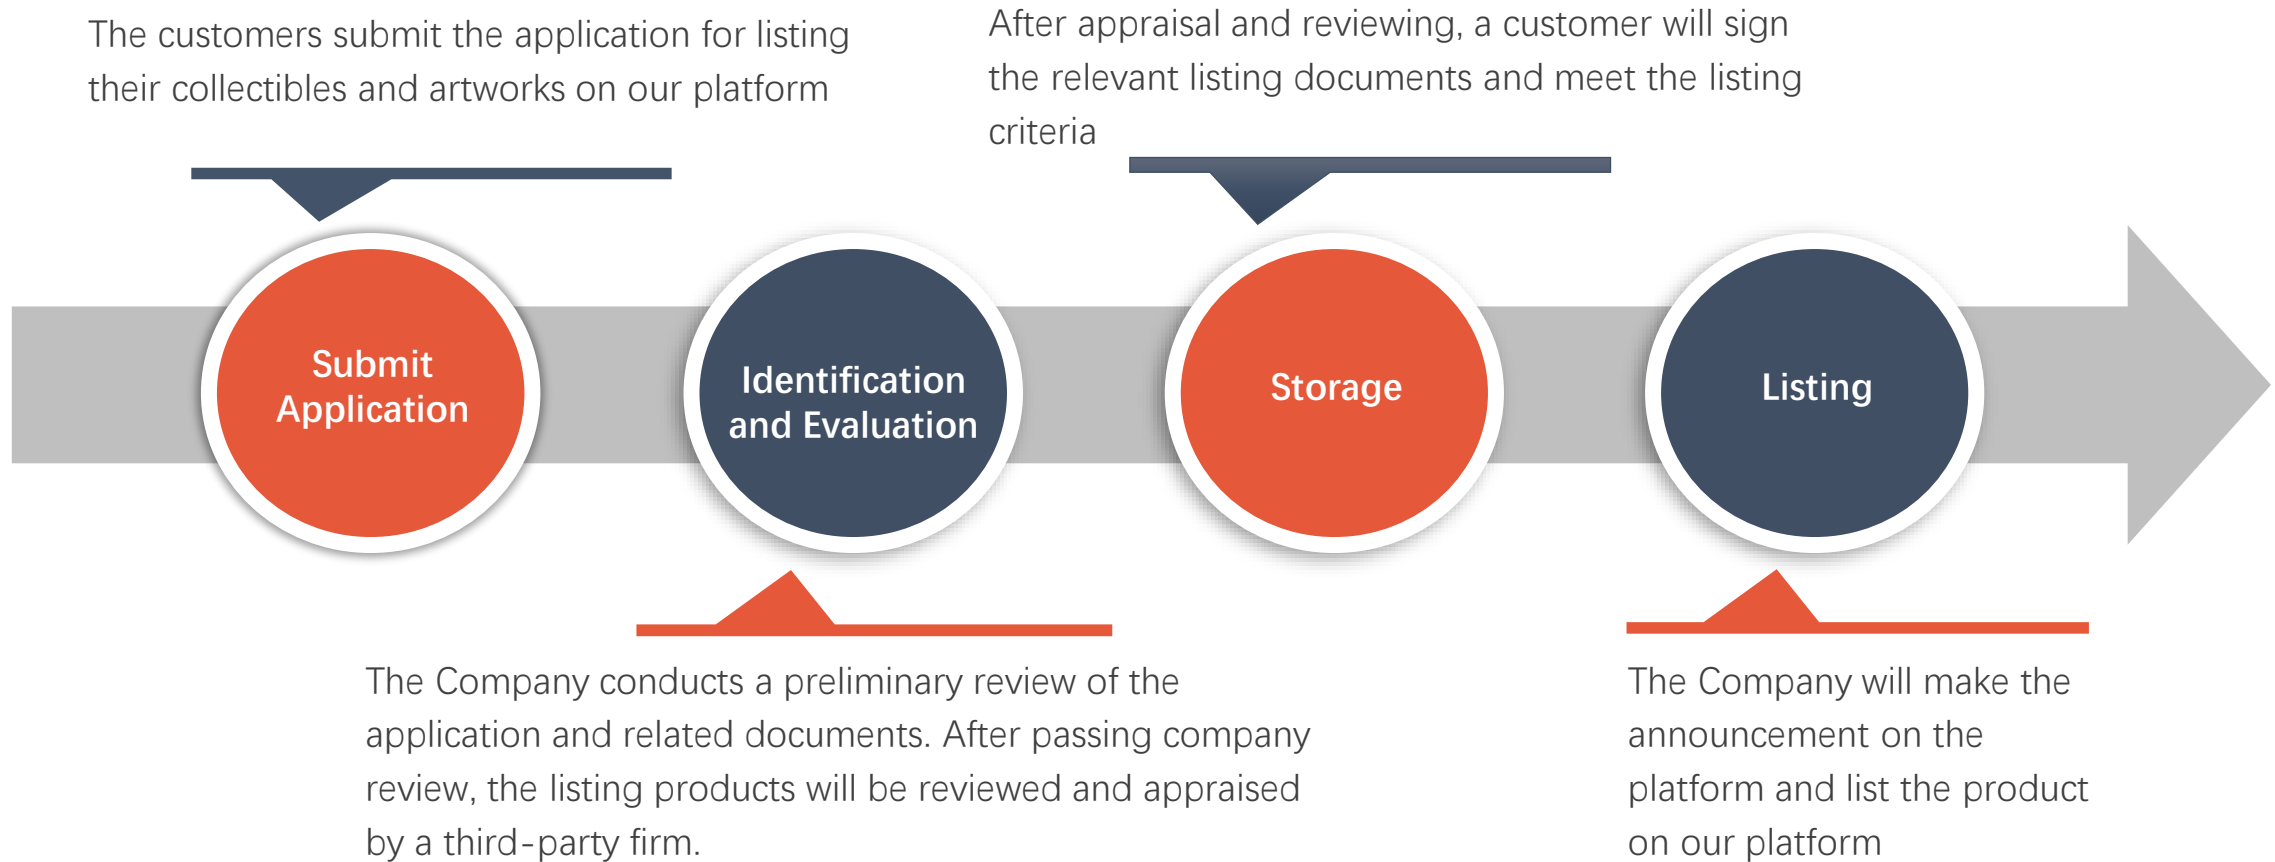 The customers submit the application for listing
their collectibles and artworks on our platform
After appraisal and reviewing, a customer will sign
the relevant listing documents and meet the listing
criteria
Submit
Application
Identification
and Evaluation
Storage
Listing
The Company conducts a preliminary review of the
application and related documents. After passing company
review, the listing products will be reviewed and appraised
by a third-party firm.
The Company will make the
announcement on the
platform and list the product
on our platform